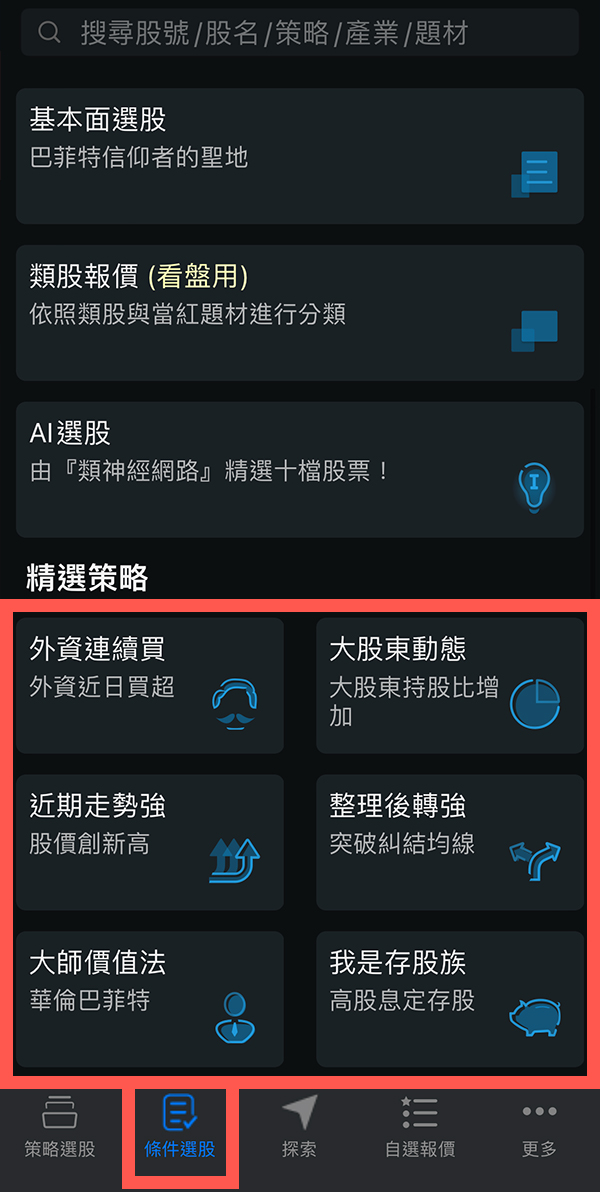 搜尋股號/股名/策略/產業/題材
基本面選股
巴菲特信仰者的聖地
類股報價 (看盤用)
依照類股與當紅題材進行分類
AI選股
由『類神經網路』精選十檔股票！
精選策略
外資連續買
外資近日買超
大股東動態
大股東持股比增
加
近期走勢強
股價創新高
整理後轉強
突破糾結均線
大師價值法
華倫巴菲特
我是存股族
高股息定存股
策略選股
條件選股
探索
自選報價
更多